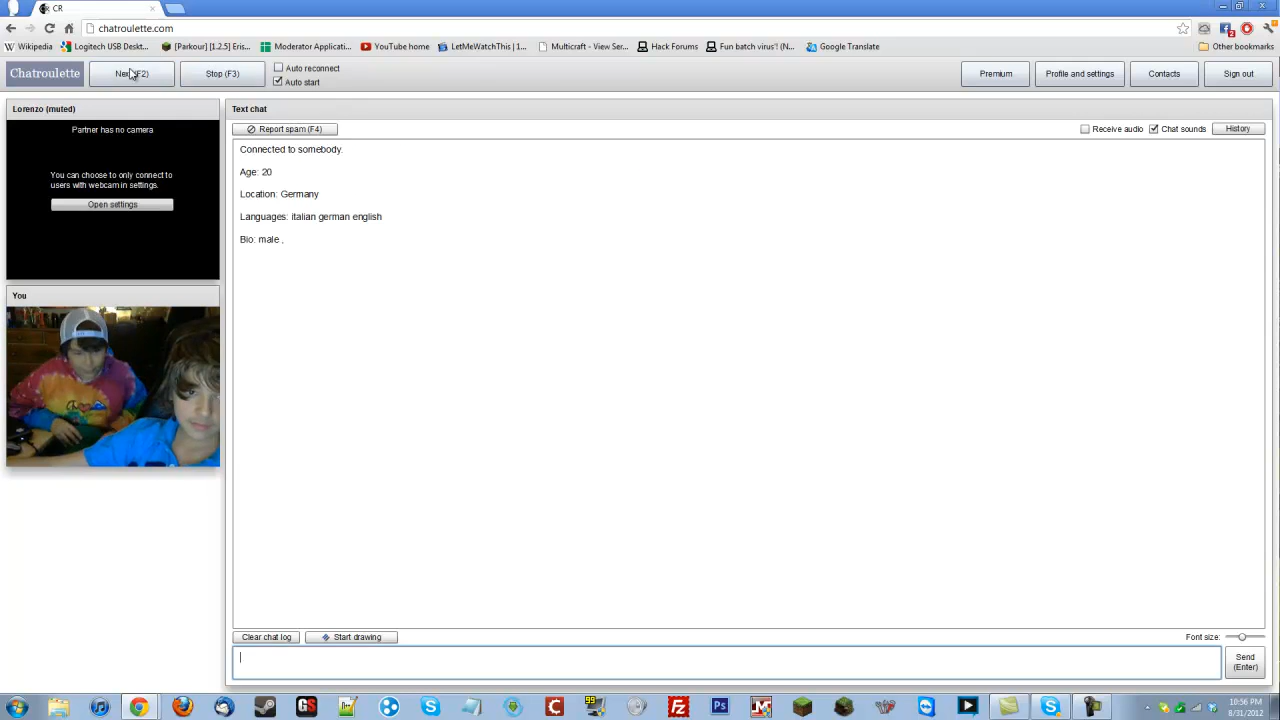 CR
chatroulette.com
Wikipedia
Logitech USB Deskt...
[Parkour] [1.2.5] Eris...
Moderator Applicati...
YouTube home
LetMeWatchThis | 1...
Multicraft - View Ser...
Hack Forums
Fun batch virus'! (N...
Google Translate
Other bookmarks
Chatroulette
Next (F2)
Stop (F3)
Auto reconnect
Auto start
Premium
Profile and settings
Contacts
Sign out
Lorenzo (muted)
Partner has no camera
You can choose to only connect to
users with webcam in settings.
Open settings
You
Text chat
Report spam (F4)
Receive audio
Chat sounds
History
Connected to somebody.
Age: 20
Location: Germany
Languages: italian german english
Bio: male ,
Clear chat log
Start drawing
Font size:
Send
(Enter)
10:56 PM
8/31/2012